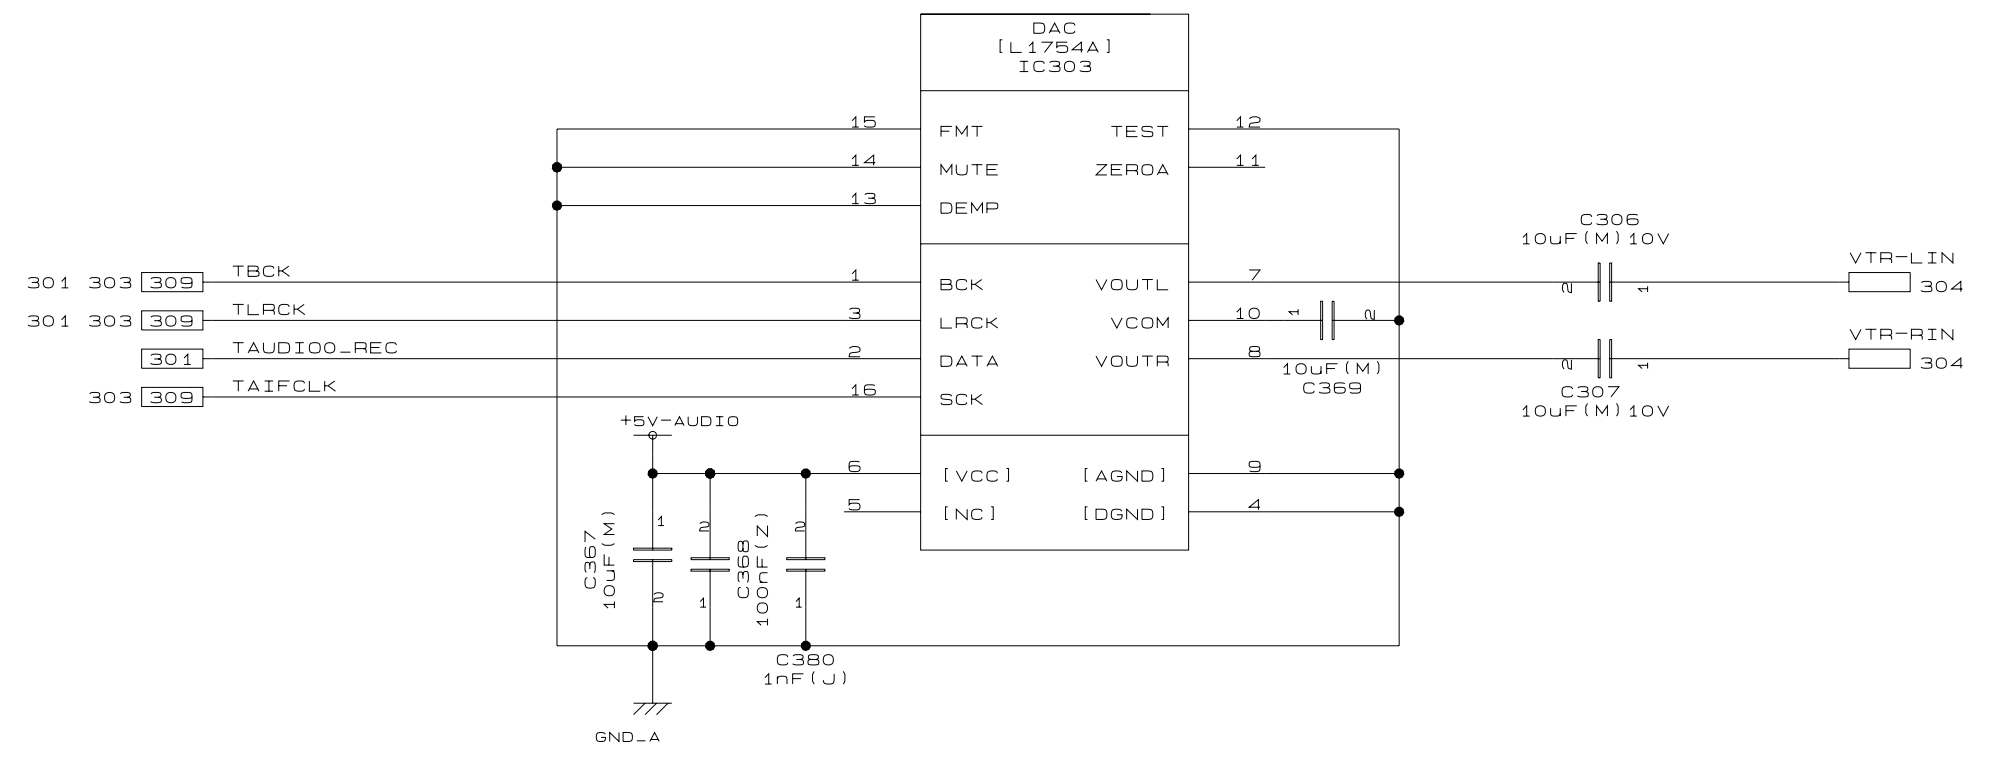 DAC
[L1754A]
IC303
15 FMT TEST 12
14 MUTE ZEROA 11
13 DEMP
C306
10uF(M)10V
301 303 309 TBCK 1 BCK VOUTL 7 2 1 VTR-LIN 304
301 303 309 TLRCK 3 LRCK VCOM 10 1 2
301 TAUDIO0_REC 2 DATA VOUTR 8 2 1 VTR-RIN 304
10uF(M)
C369
C307
10uF(M)10V
303 309 TAIFCLK 16 SCK
+5V-AUDIO
6 [VCC] [AGND] 9
5 [NC] [DGND] 4
1 2 2
C367
10uF(M)
C368
100nF(Z)
2 1 1
C380
1nF(J)
GND_A